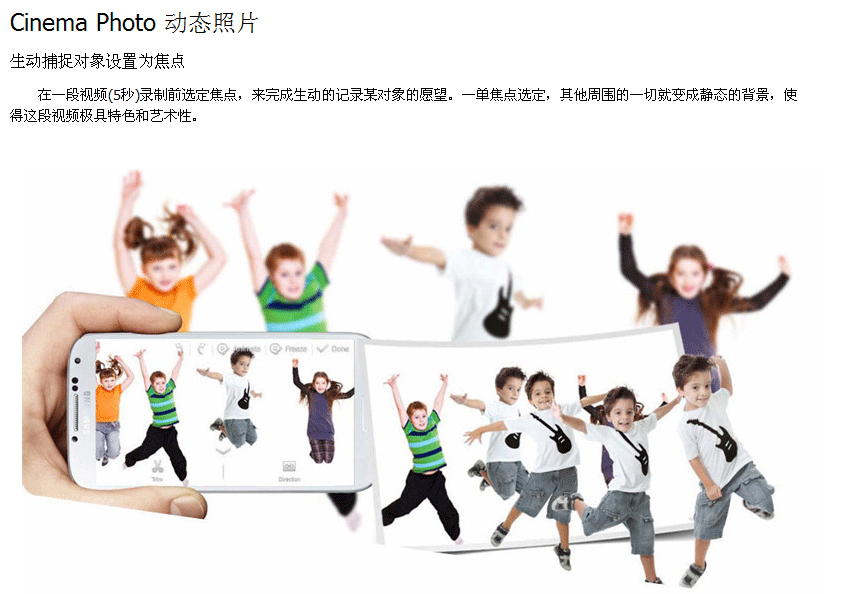 Cinema Photo 动态照片
生动捕捉对象设置为焦点
在一段视频(5秒)录制前选定焦点，来完成生动的记录某对象的愿望。一单焦点选定，其他周围的一切就变成静态的背景，使
得这段视频极具特色和艺术性。
Animate Freeze Done
Trim Direction